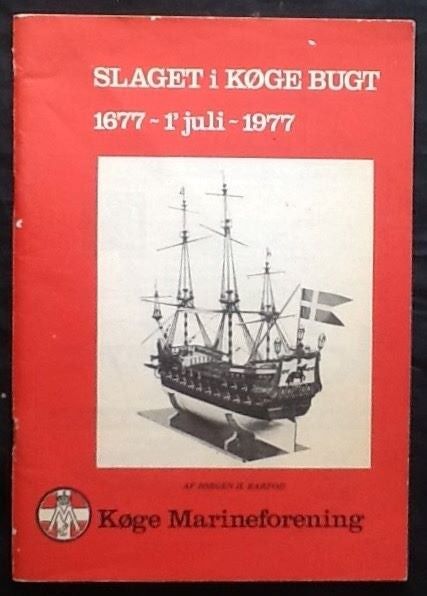 SLAGET i KØGE BUGT
1677 ~ 1' juli ~ 1977
AF JØRGEN H. BARFOD
Køge Marineforening